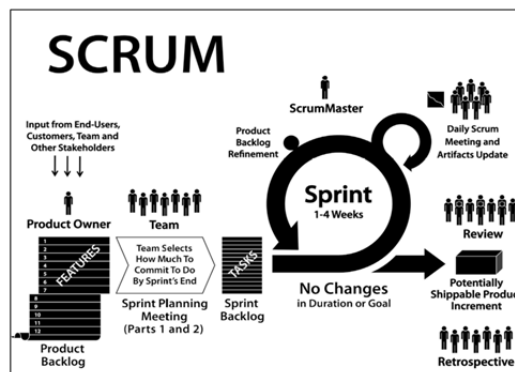 SCRUM
Input from End-Users,
Customers, Team and
Other Stakeholders
Product Owner
Team
1
2
3
4
5
6
7
8
9
10
11
12
FEATURES
Product
Backlog
Team Selects
How Much To
Commit To Do
By Sprint's End
Sprint Planning
Meeting
(Parts 1 and 2)
TASKS
Sprint
Backlog
ScrumMaster
Product
Backlog
Refinement
Sprint
1-4 Weeks
No Changes
in Duration or Goal
Daily Scrum
Meeting and
Artifacts Update
Review
Potentially
Shippable Product
Increment
Retrospective